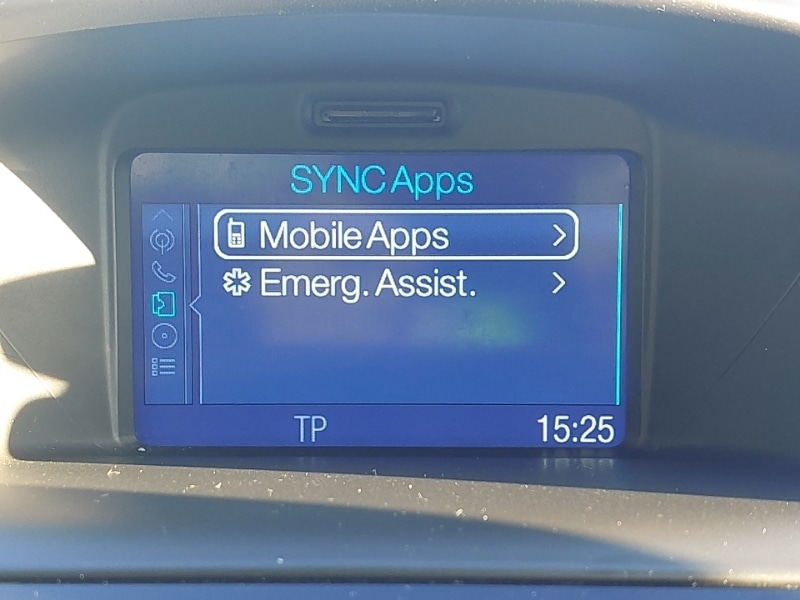 SYNC Apps
Mobile Apps
Emerg. Assist.
TP 15:25